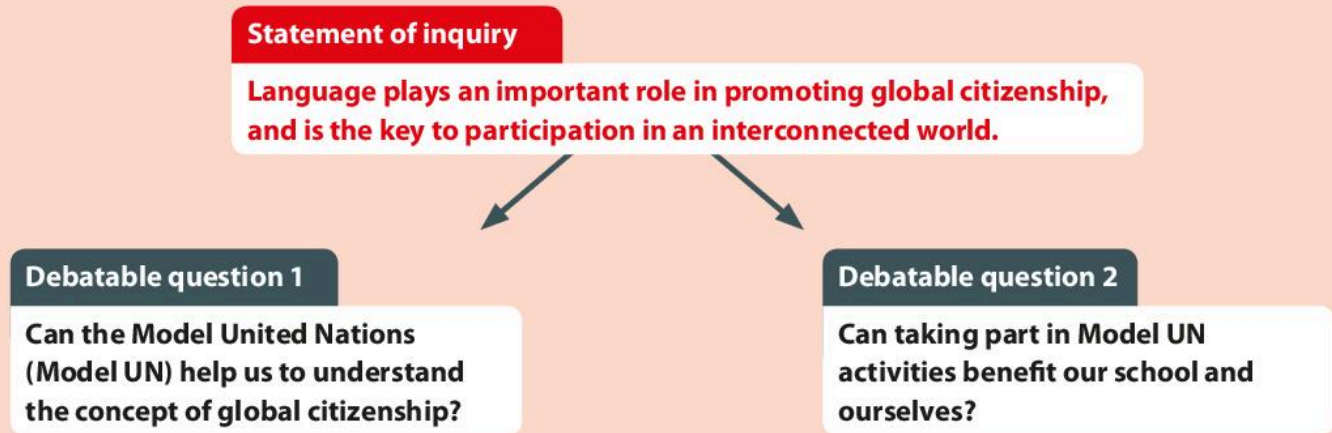 Statement of inquiry
Language plays an important role in promoting global citizenship,
and is the key to participation in an interconnected world.
Debatable question 1
Can the Model United Nations
(Model UN) help us to understand
the concept of global citizenship?
Debatable question 2
Can taking part in Model UN
activities benefit our school and
ourselves?